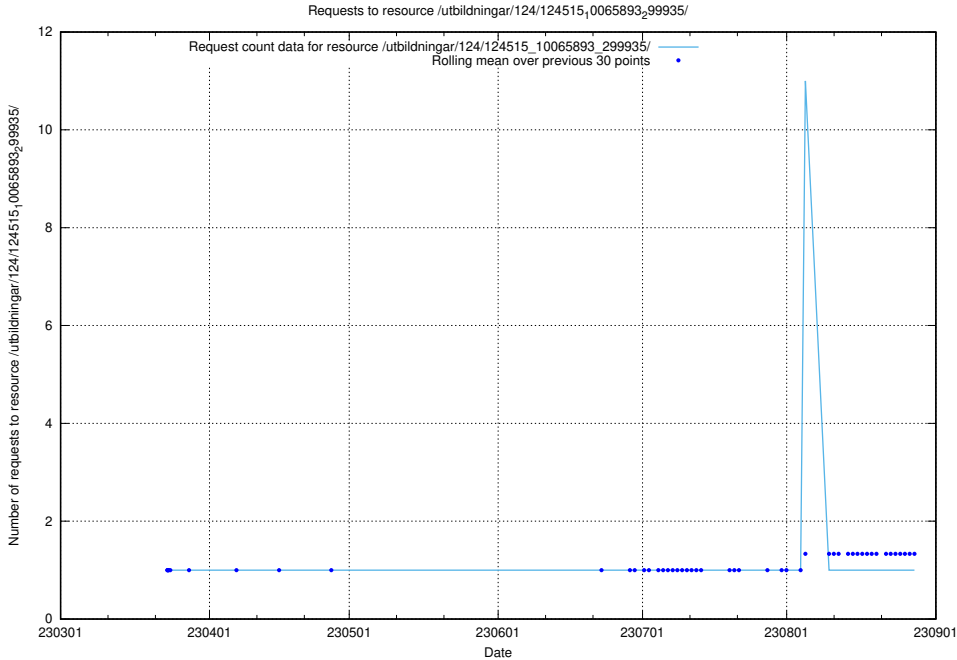 Requests to resource /utbildningar/124/124515₁0065893₂99935/
Request count data for resource /utbildningar/124/124515_10065893_299935/
Rolling mean over previous 30 points
Number of requests to resource /utbildningar/124/124515₁0065893₂99935/
12
10
8
6
4
2
0
230301 230401 230501 230601 230701 230801 230901
Date